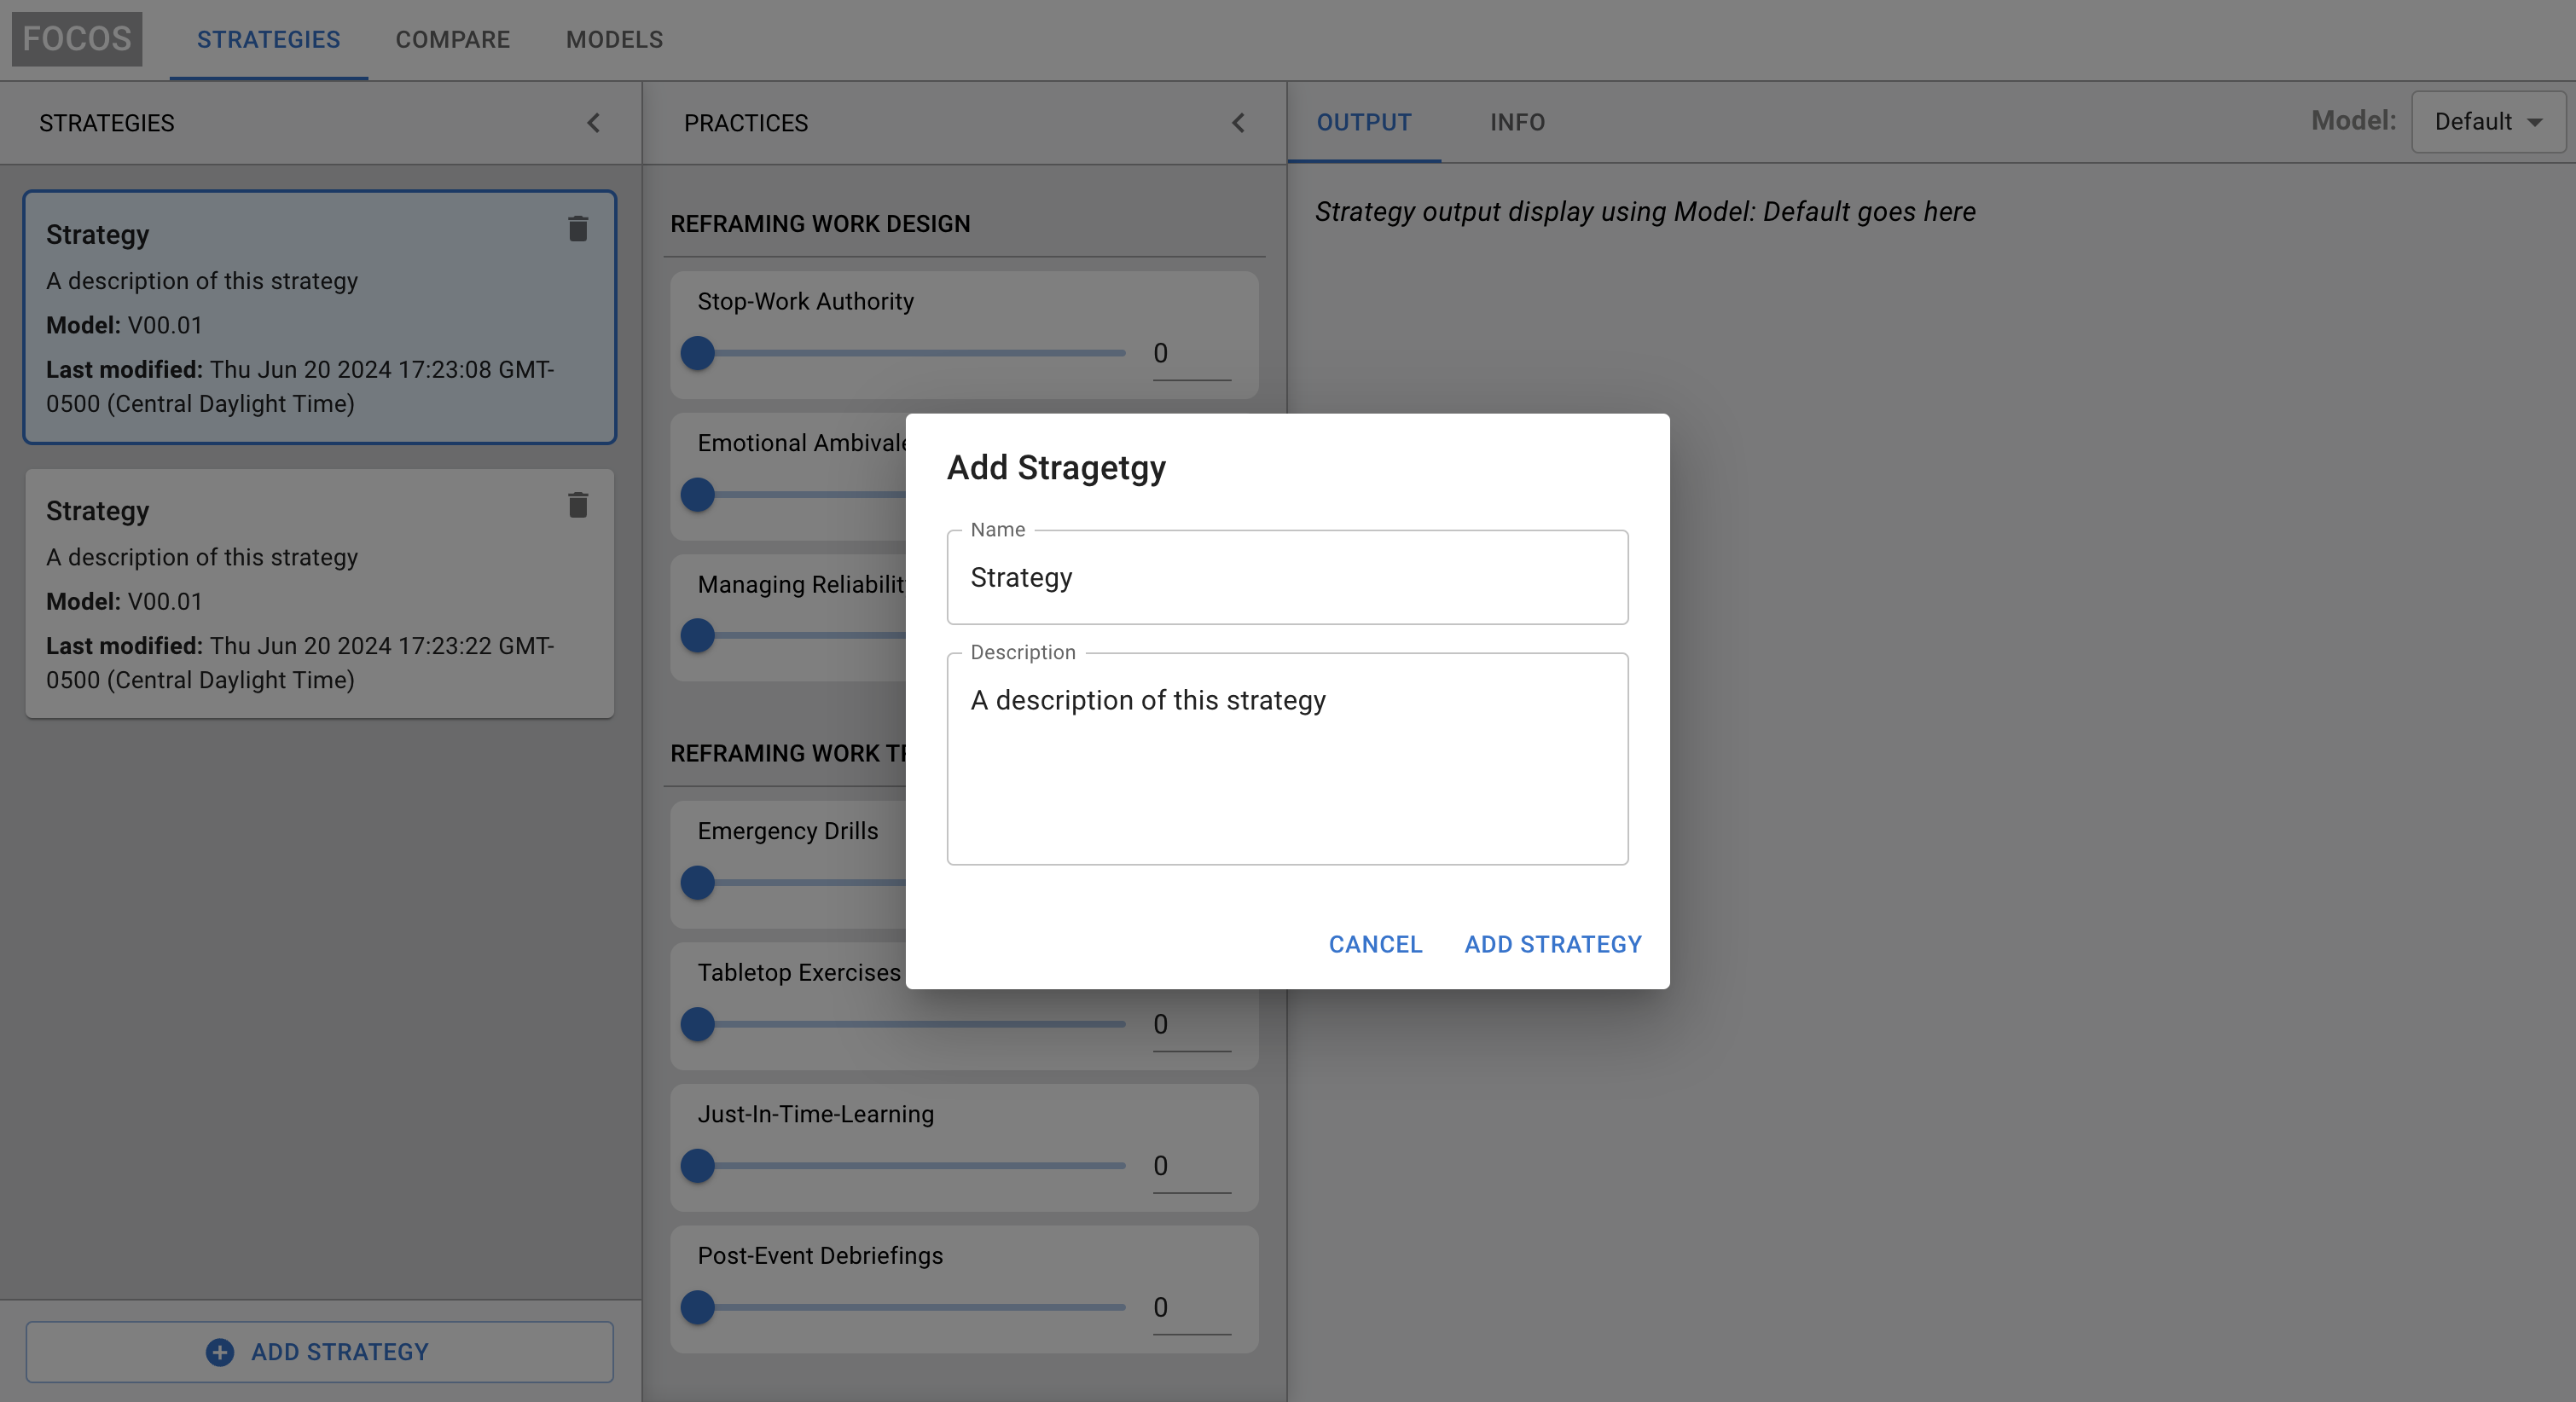 FOCOS
STRATEGIES
COMPARE
MODELS
STRATEGIES
Strategy
A description of this strategy
Model: V00.01
Last modified: Thu Jun 20 2024 17:23:08 GMT-
0500 (Central Daylight Time)
Strategy
A description of this strategy
Model: V00.01
Last modified: Thu Jun 20 2024 17:23:22 GMT-
0500 (Central Daylight Time)
ADD STRATEGY
PRACTICES
REFRAMING WORK DESIGN
Stop-Work Authority
0
Emotional
Managing
REFRAMING WORK
Emergency Drills
Tabletop Exercises
0
Just-In-Time-Learning
0
Post-Event Debriefings
0
OUTPUT
INFO
Model:
Default
Strategy output display using Model: Default goes here
Add Stragetgy
Name
Strategy
Description
A description of this strategy
CANCEL
ADD STRATEGY